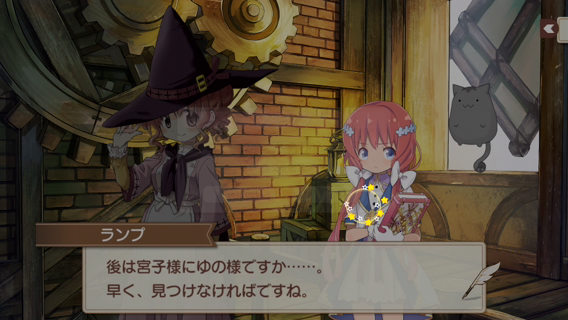 ランプ
後は宮子様にゆの様ですか……。
早く、見つけなければですね。